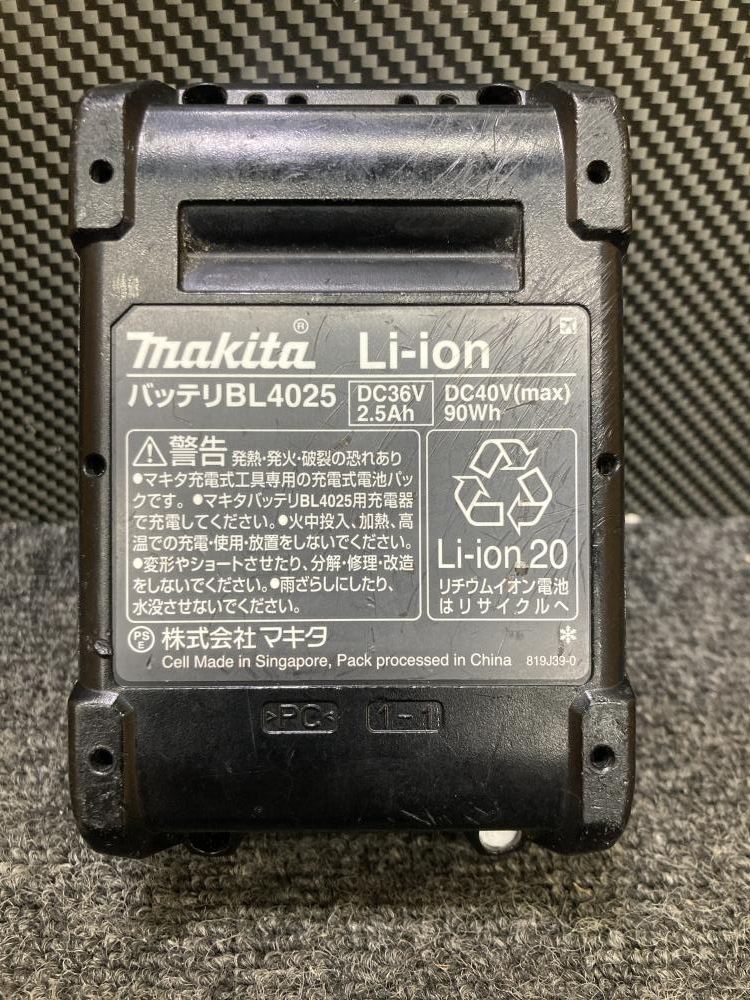 makita® Li-ion
バッテリBL4025 DC36V 2.5Ah DC40V(max) 90Wh
警告 発熱・発火・破裂の恐れあり
●マキタ充電式工具専用の充電式電池パッ
クです。●マキタバッテリBL4025用充電器
で充電してください。●火中投入、加熱、高
温での充電・使用・放置をしないでください。
●変形やショートさせたり、分解・修理・改造
をしないでください。●雨ざらしにしたり、
水没させないでください。
Li-ion 20
リチウムイオン電池
はリサイクルへ
PSE 株式会社マキタ
Cell Made in Singapore, Pack processed in China 819J39-0
>PC< 1-1